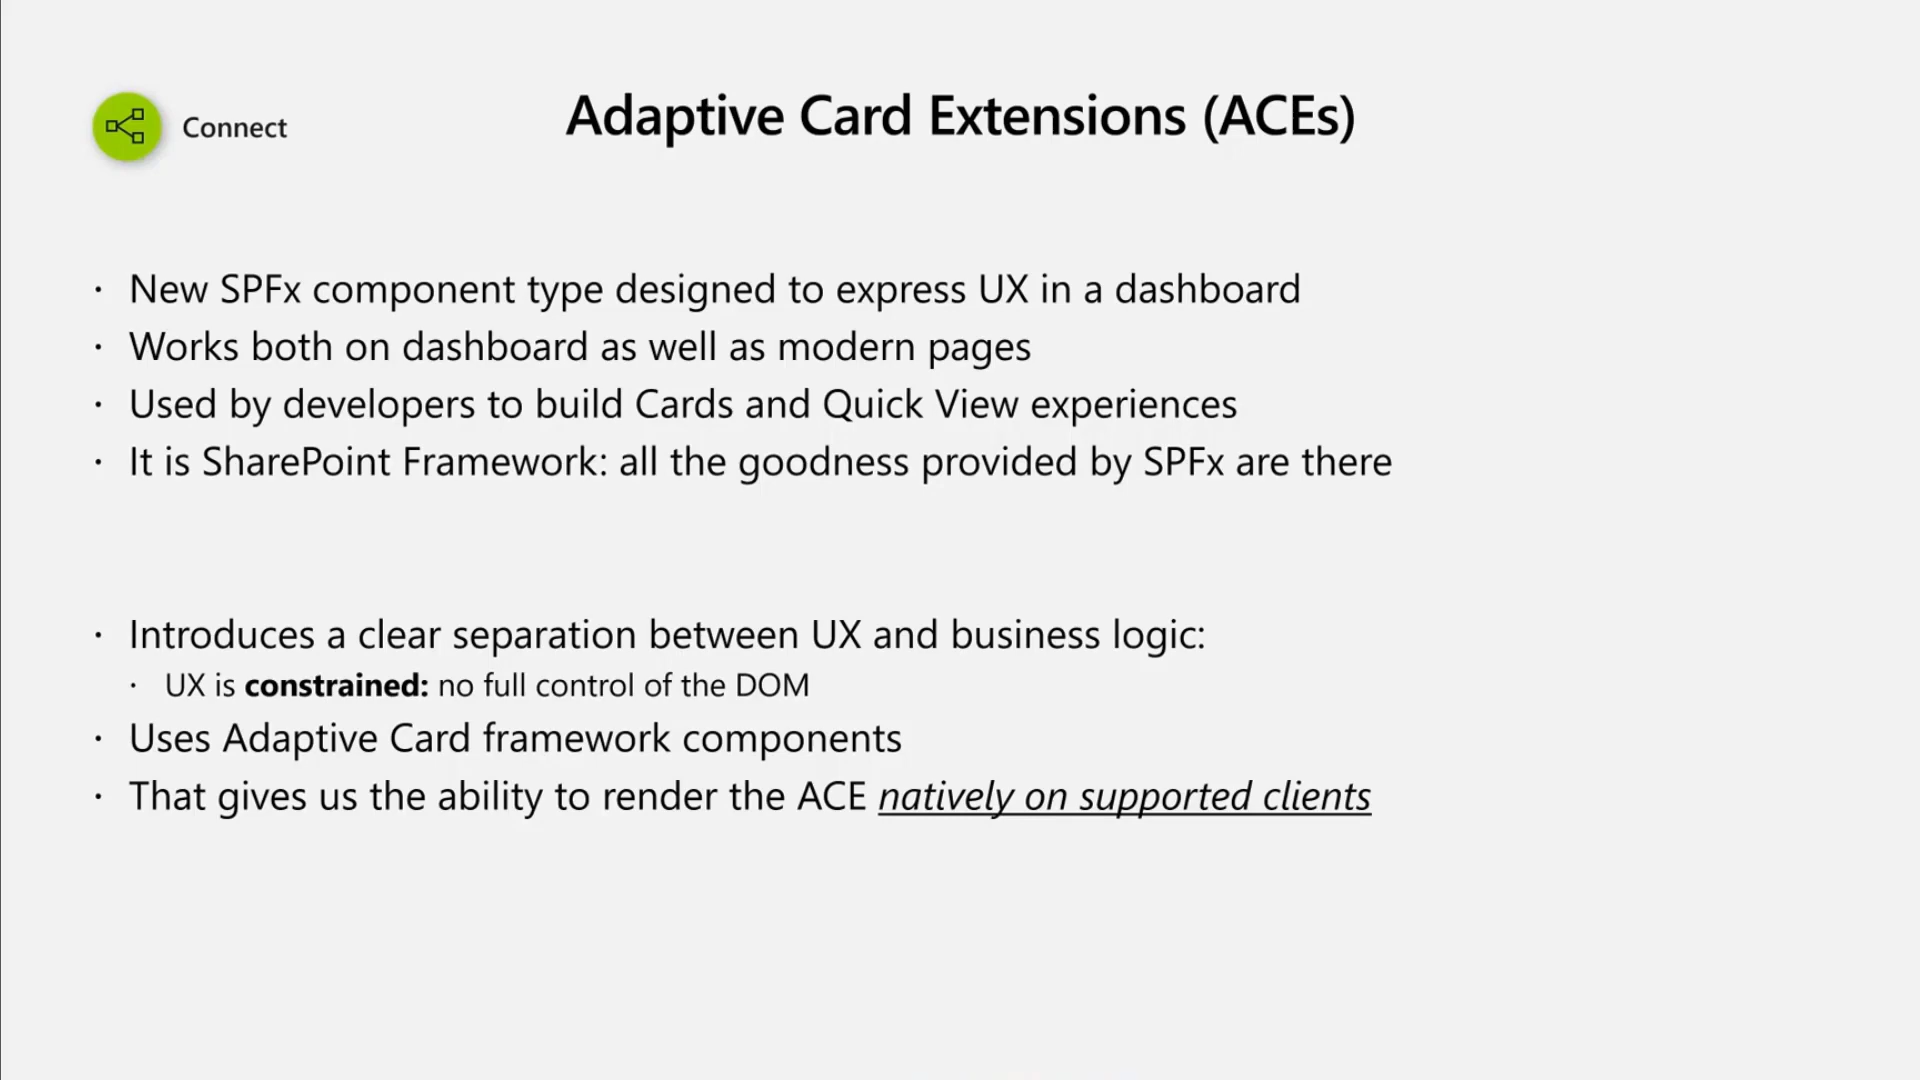 Connect
Adaptive Card Extensions (ACEs)
· New SPFx component type designed to express UX in a dashboard
· Works both on dashboard as well as modern pages
· Used by developers to build Cards and Quick View experiences
· It is SharePoint Framework: all the goodness provided by SPFx are there
· Introduces a clear separation between UX and business logic:
· UX is constrained: no full control of the DOM
· Uses Adaptive Card framework components
· That gives us the ability to render the ACE natively on supported clients